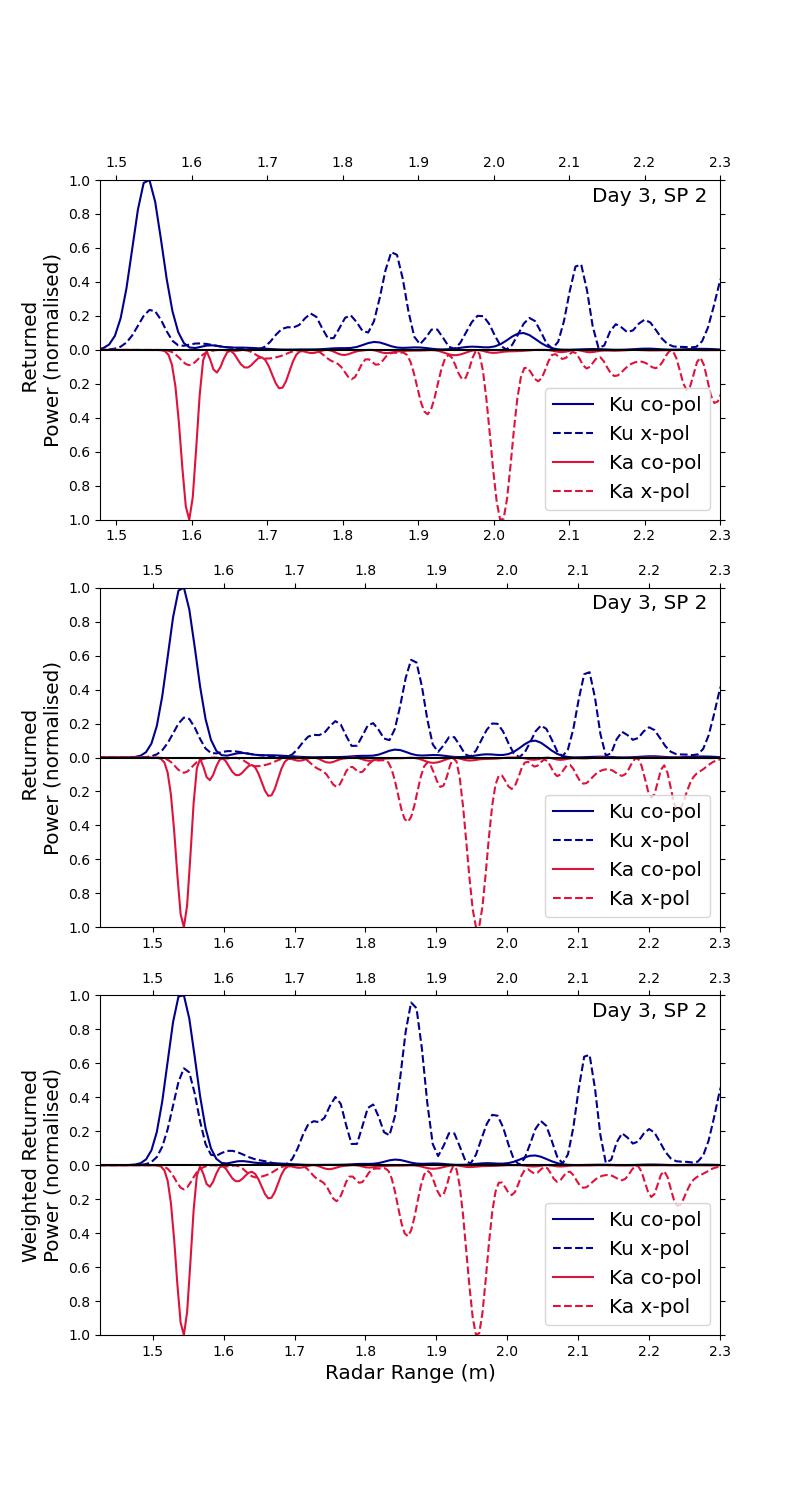 1.5 1.6 1.7 1.8 1.9 2.0 2.1 2.2 2.3
Day 3, SP 2
Returned
Power (normalised)
1.0
0.8
0.6
0.4
0.2
0.0
0.2
0.4
0.6
0.8
1.0
Ku co-pol
Ku x-pol
Ka co-pol
Ka x-pol
1.5 1.6 1.7 1.8 1.9 2.0 2.1 2.2 2.3
1.5 1.6 1.7 1.8 1.9 2.0 2.1 2.2 2.3
Day 3, SP 2
Returned
Power (normalised)
1.0
0.8
0.6
0.4
0.2
0.0
0.2
0.4
0.6
0.8
1.0
Ku co-pol
Ku x-pol
Ka co-pol
Ka x-pol
1.5 1.6 1.7 1.8 1.9 2.0 2.1 2.2 2.3
1.5 1.6 1.7 1.8 1.9 2.0 2.1 2.2 2.3
Day 3, SP 2
Weighted Returned
Power (normalised)
1.0
0.8
0.6
0.4
0.2
0.0
0.2
0.4
0.6
0.8
1.0
Ku co-pol
Ku x-pol
Ka co-pol
Ka x-pol
1.5 1.6 1.7 1.8 1.9 2.0 2.1 2.2 2.3
Radar Range (m)